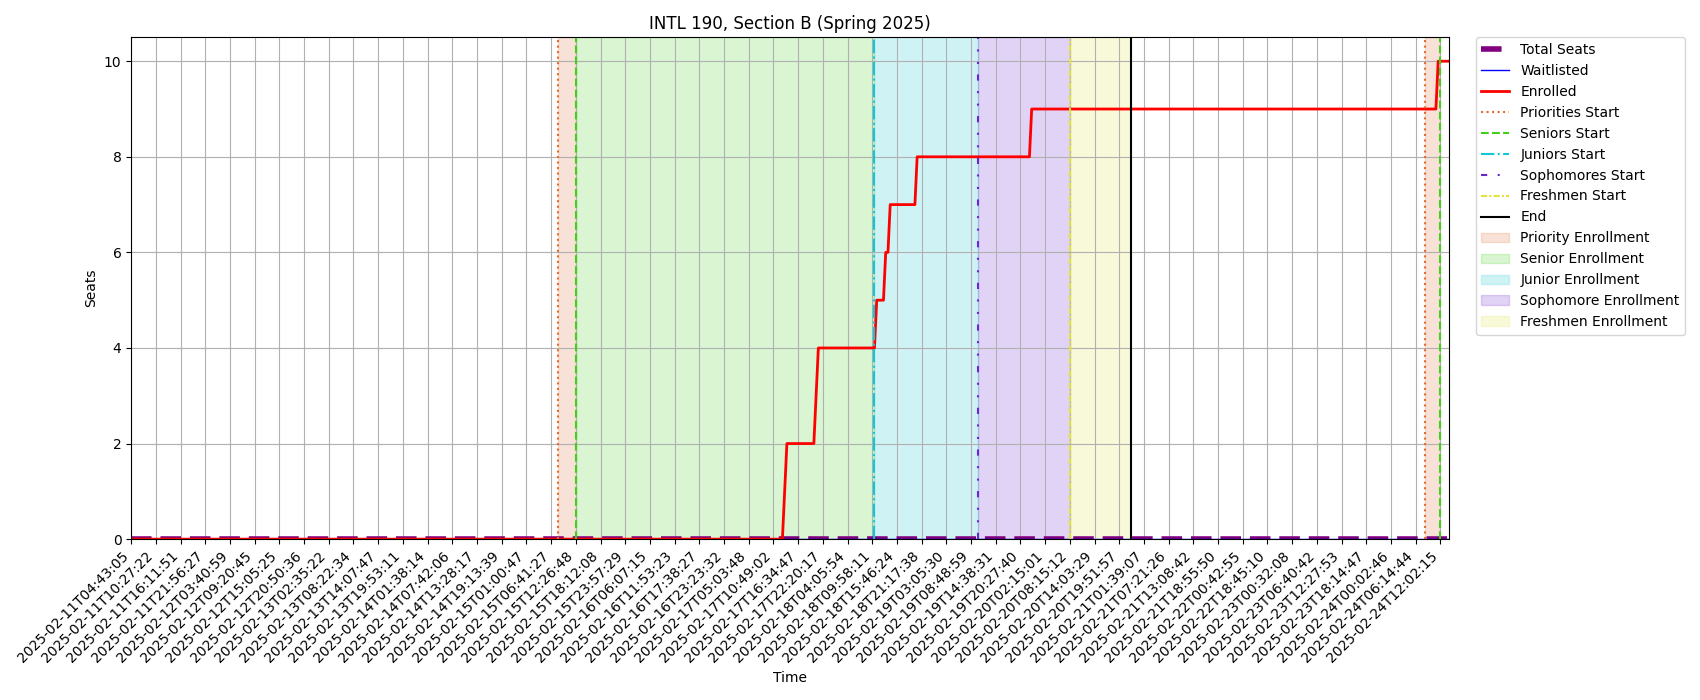 INTL 190, Section B (Spring 2025)
10
8
6
4
2
0
Seats
2025-02-11T04:43:05
2025-02-11T10:27:22
2025-02-11T16:11:51
2025-02-11T21:56:27
2025-02-12T03:40:59
2025-02-12T09:20:45
2025-02-12T15:05:25
2025-02-12T20:50:36
2025-02-13T02:35:22
2025-02-13T08:22:34
2025-02-13T14:07:47
2025-02-13T19:53:11
2025-02-14T01:38:14
2025-02-14T07:42:06
2025-02-14T13:28:17
2025-02-14T19:13:39
2025-02-15T01:00:47
2025-02-15T06:41:27
2025-02-15T12:26:48
2025-02-15T18:12:08
2025-02-15T23:57:29
2025-02-16T06:07:15
2025-02-16T11:53:23
2025-02-16T17:38:27
2025-02-16T23:23:32
2025-02-17T05:03:48
2025-02-17T10:49:02
2025-02-17T16:34:47
2025-02-17T22:20:17
2025-02-18T04:05:54
2025-02-18T09:58:11
2025-02-18T15:46:24
2025-02-18T21:17:38
2025-02-19T03:05:30
2025-02-19T08:48:59
2025-02-19T14:38:31
2025-02-19T20:27:40
2025-02-20T02:15:01
2025-02-20T08:15:12
2025-02-20T14:03:29
2025-02-20T19:51:57
2025-02-21T01:39:07
2025-02-21T07:21:26
2025-02-21T13:08:42
2025-02-21T18:55:50
2025-02-22T00:42:55
2025-02-22T18:45:10
2025-02-23T00:32:08
2025-02-23T06:40:42
2025-02-23T12:27:53
2025-02-23T18:14:47
2025-02-24T00:02:46
2025-02-24T06:14:44
2025-02-24T12:02:15
Time
Total Seats
Waitlisted
Enrolled
Priorities Start
Seniors Start
Juniors Start
Sophomores Start
Freshmen Start
End
Priority Enrollment
Senior Enrollment
Junior Enrollment
Sophomore Enrollment
Freshmen Enrollment